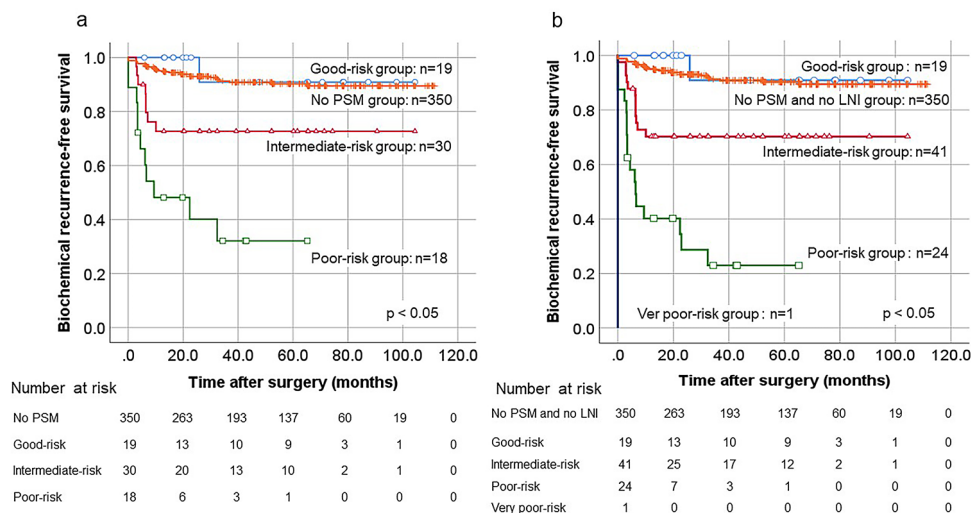 a
Biochemical recurrence-free survival
1.0
0.8
0.6
0.4
0.2
0.0
Good-risk group: n=19
No PSM group: n=350
Intermediate-risk group: n=30
Poor-risk group: n=18
p < 0.05
.0 20.0 40.0 60.0 80.0 100.0 120.0
Time after surgery (months)
Number at risk
No PSM 350 263 193 137 60 19 0
Good-risk 19 13 10 9 3 1 0
Intermediate-risk 30 20 13 10 2 1 0
Poor-risk 18 6 3 1 0 0 0
b
Biochemical recurrence-free survival
1.0
0.8
0.6
0.4
0.2
0.0
Good-risk group: n=19
No PSM and no LNI group: n=350
Intermediate-risk group: n=41
Poor-risk group : n=24
Ver poor-risk group : n=1
p < 0.05
.0 20.0 40.0 60.0 80.0 100.0 120.0
Time after surgery (months)
Number at risk
No PSM and no LNI 350 263 193 137 60 19 0
Good-risk 19 13 10 9 3 1 0
Intermediate-risk 41 25 17 12 2 1 0
Poor-risk 24 7 3 1 0 0 0
Very poor-risk 1 0 0 0 0 0 0